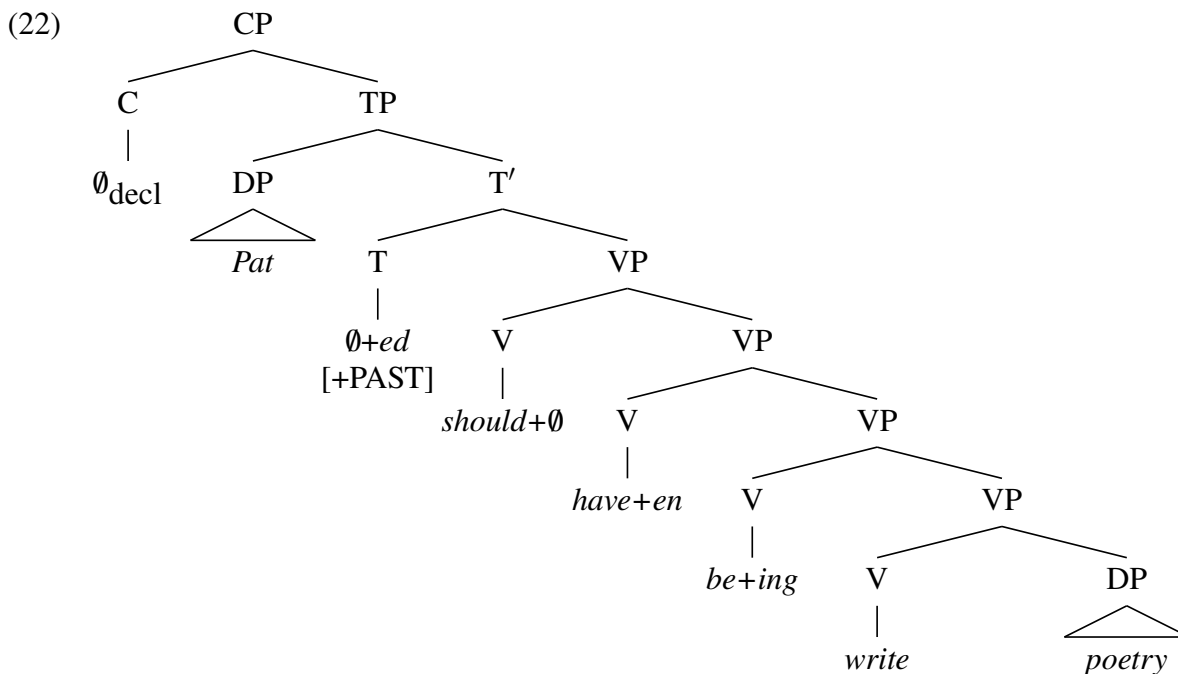 (22) CP
C TP
∅decl DP T′
Pat T VP
∅+ed V VP
[+PAST] should+∅ V VP
have+en V VP
be+ing V DP
write poetry